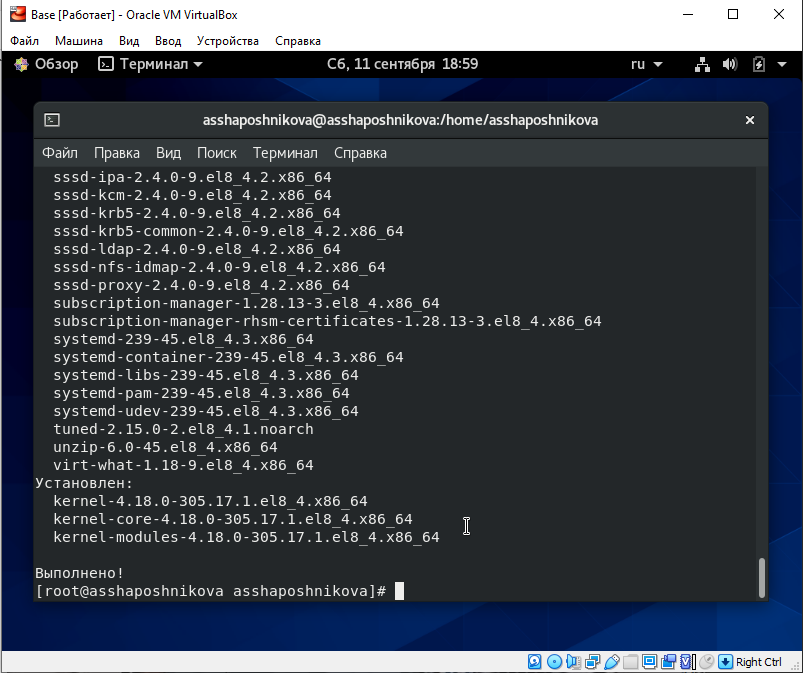 Base [Работает] - Oracle VM VirtualBox
Файл Машина Вид Ввод Устройства Справка
Обзор Терминал Сб, 11 сентября 18:59 ru
asshaposhnikova@asshaposhnikova:/home/asshaposhnikova
Файл Правка Вид Поиск Терминал Справка
sssd-ipa-2.4.0-9.el8_4.2.x86_64
sssd-kcm-2.4.0-9.el8_4.2.x86_64
sssd-krb5-2.4.0-9.el8_4.2.x86_64
sssd-krb5-common-2.4.0-9.el8_4.2.x86_64
sssd-ldap-2.4.0-9.el8_4.2.x86_64
sssd-nfs-idmap-2.4.0-9.el8_4.2.x86_64
sssd-proxy-2.4.0-9.el8_4.2.x86_64
subscription-manager-1.28.13-3.el8_4.x86_64
subscription-manager-rhsm-certificates-1.28.13-3.el8_4.x86_64
systemd-239-45.el8_4.3.x86_64
systemd-container-239-45.el8_4.3.x86_64
systemd-libs-239-45.el8_4.3.x86_64
systemd-pam-239-45.el8_4.3.x86_64
systemd-udev-239-45.el8_4.3.x86_64
tuned-2.15.0-2.el8_4.1.noarch
unzip-6.0-45.el8_4.x86_64
virt-what-1.18-9.el8_4.x86_64
Установлен:
kernel-4.18.0-305.17.1.el8_4.x86_64
kernel-core-4.18.0-305.17.1.el8_4.x86_64
kernel-modules-4.18.0-305.17.1.el8_4.x86_64
Выполнено!
[root@asshaposhnikova asshaposhnikova]#
Right Ctrl